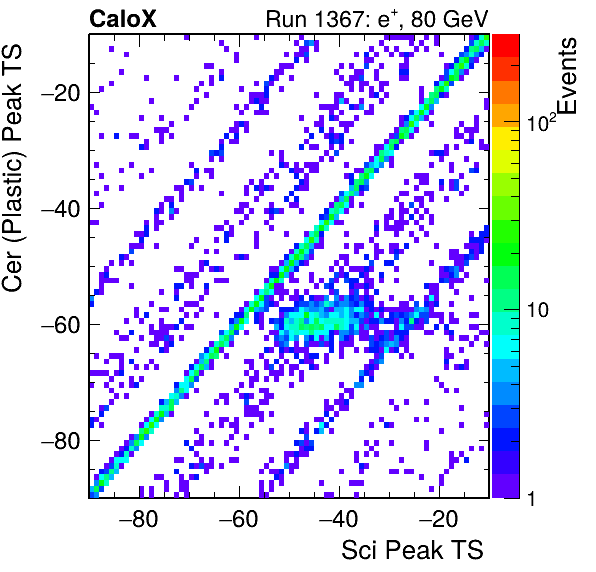 CaloX Run 1367: e⁺, 80 GeV
Cer (Plastic) Peak TS
−20
−40
−60
−80
−80 −60 −40 −20
Sci Peak TS
Events
10²
10
1